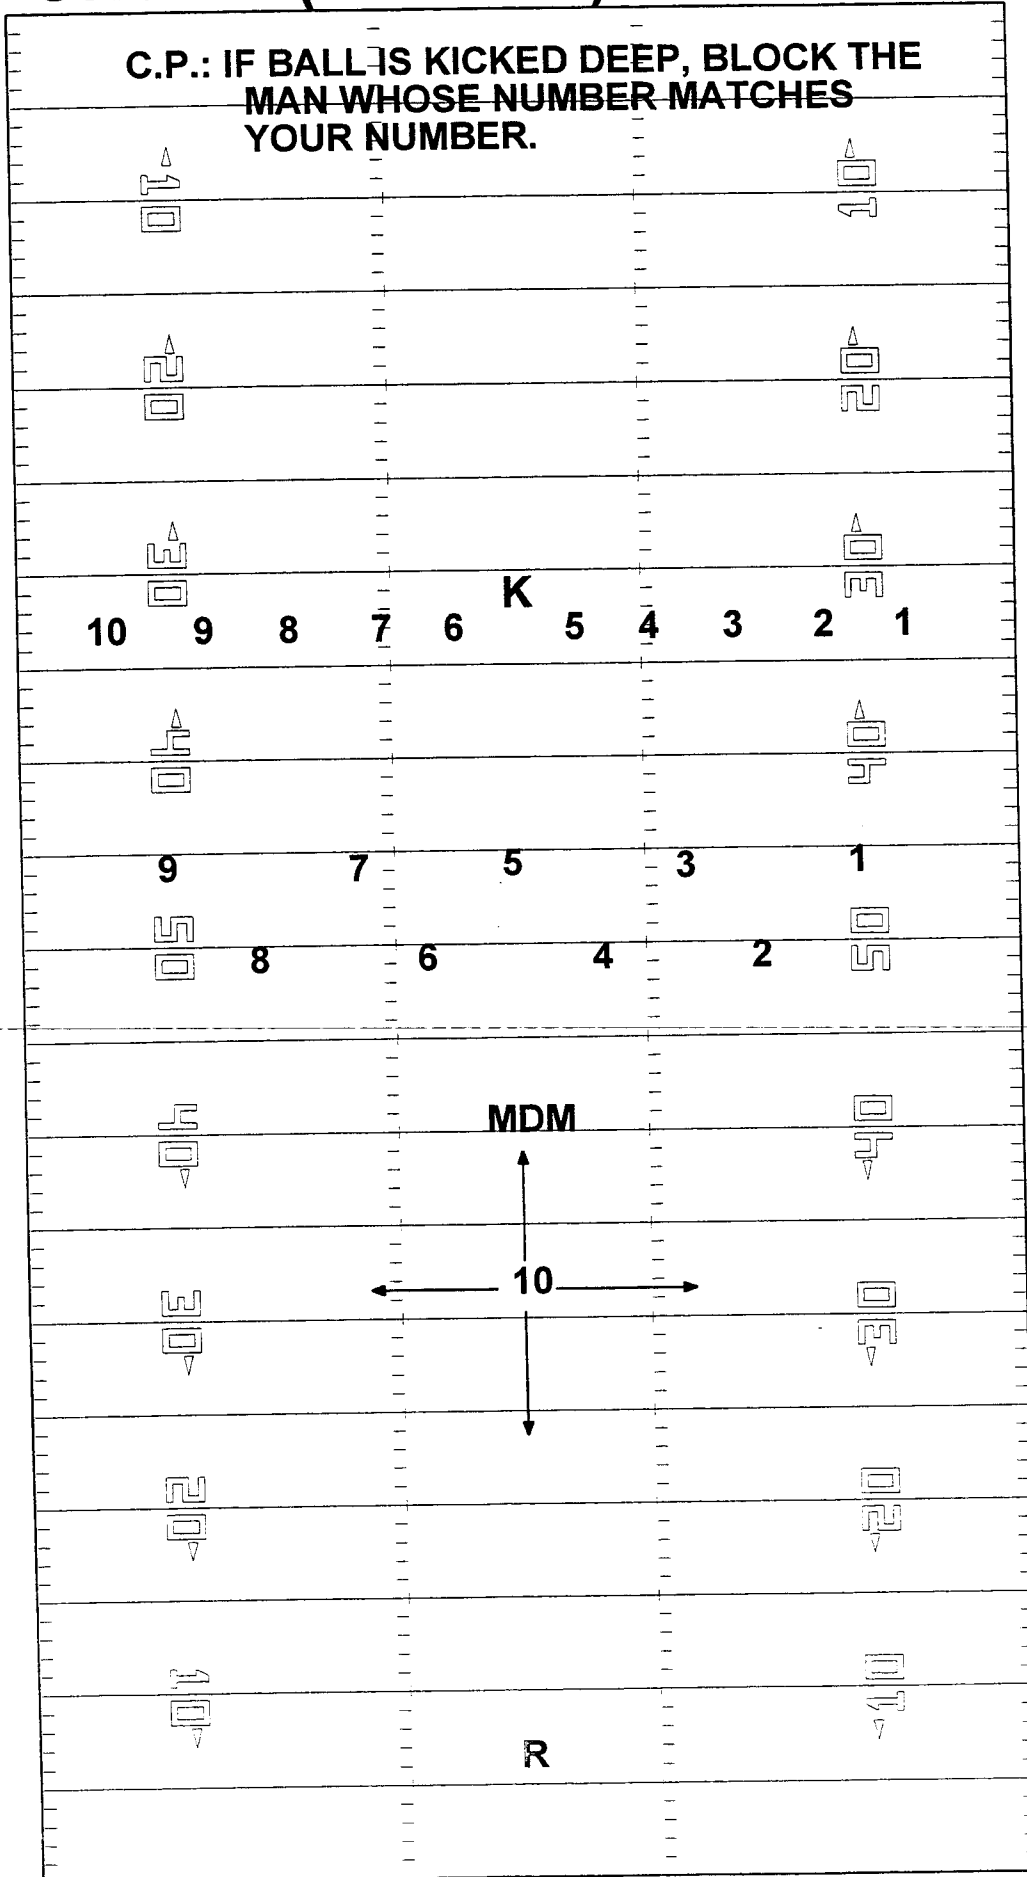 C.P.: IF BALL IS KICKED DEEP, BLOCK THE
MAN WHOSE NUMBER MATCHES
YOUR NUMBER.
10 10
20 20
30 30
K
10 9 8 7 6 5 4 3 2 1
40 40
9 7 5 3 1
50 50
8 6 4 2
MDM
40 40
10
30 30
20 20
10 10
R